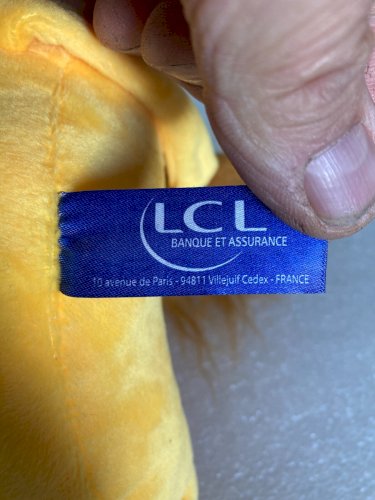 LCL
BANQUE ET ASSURANCE
10 avenue de Paris - 94811 Villejuif Cedex - FRANCE